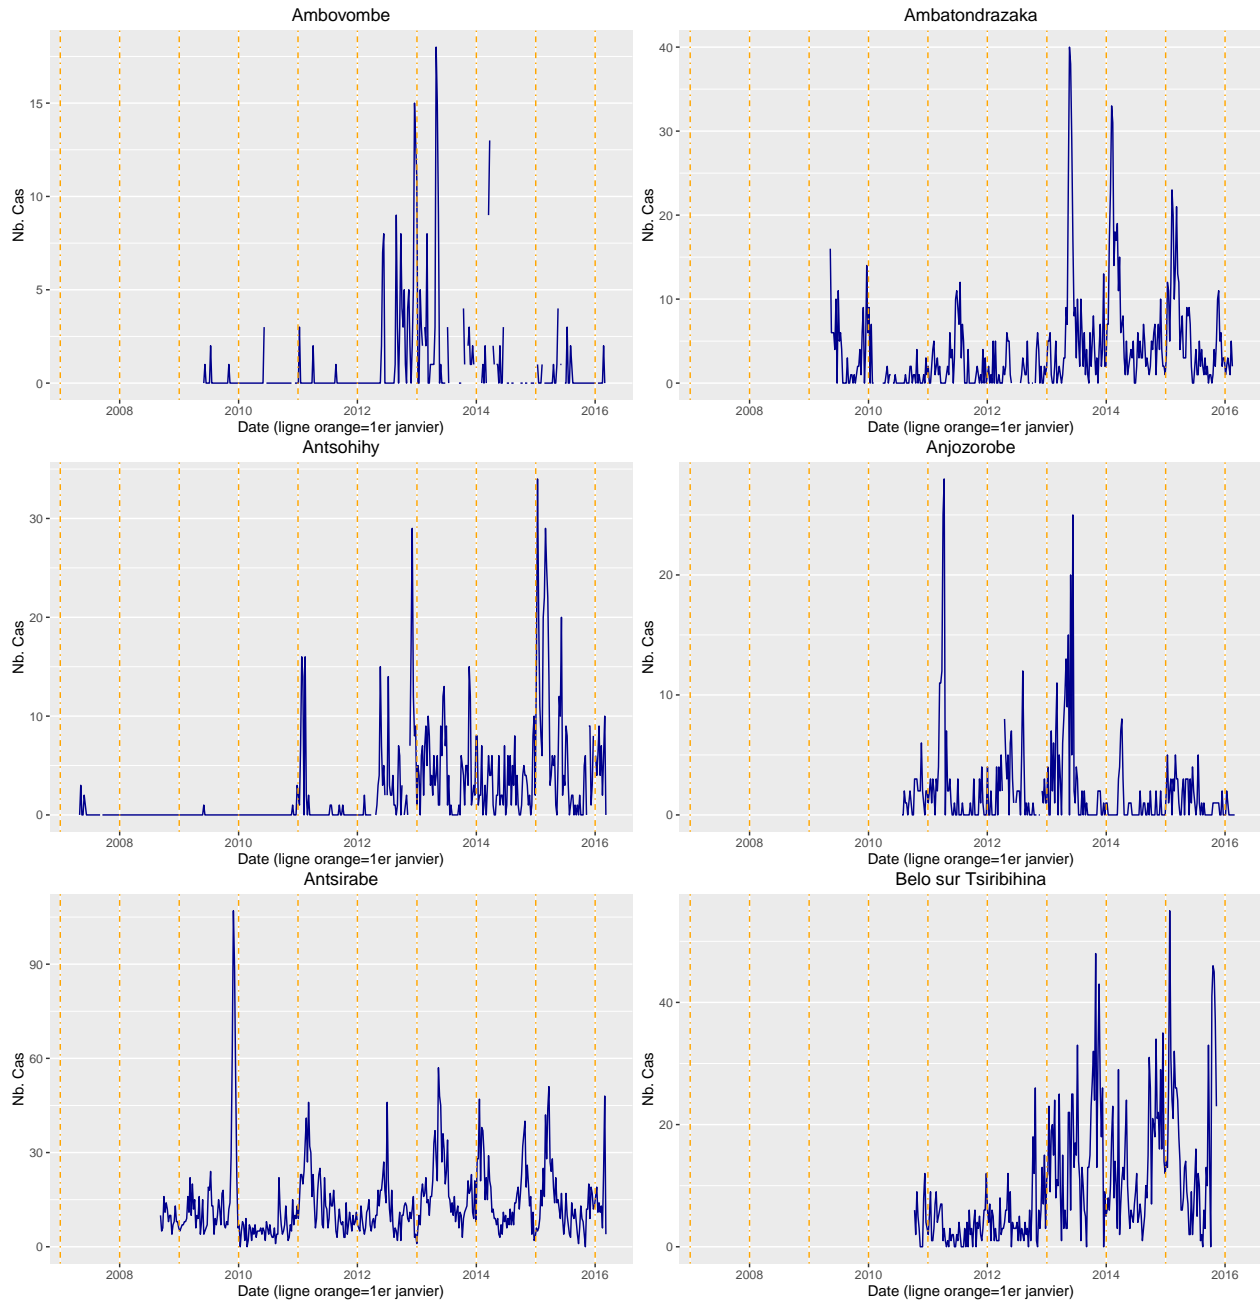 Ambovombe
Nb. Cas
15
10
5
0
2008 2010 2012 2014 2016
Date (ligne orange=1er janvier)
Ambatondrazaka
Nb. Cas
40
30
20
10
0
2008 2010 2012 2014 2016
Date (ligne orange=1er janvier)
Antsohihy
Nb. Cas
30
20
10
0
2008 2010 2012 2014 2016
Date (ligne orange=1er janvier)
Anjozorobe
Nb. Cas
20
10
0
2008 2010 2012 2014 2016
Date (ligne orange=1er janvier)
Antsirabe
Nb. Cas
90
60
30
0
2008 2010 2012 2014 2016
Date (ligne orange=1er janvier)
Belo sur Tsiribihina
Nb. Cas
40
20
0
2008 2010 2012 2014 2016
Date (ligne orange=1er janvier)